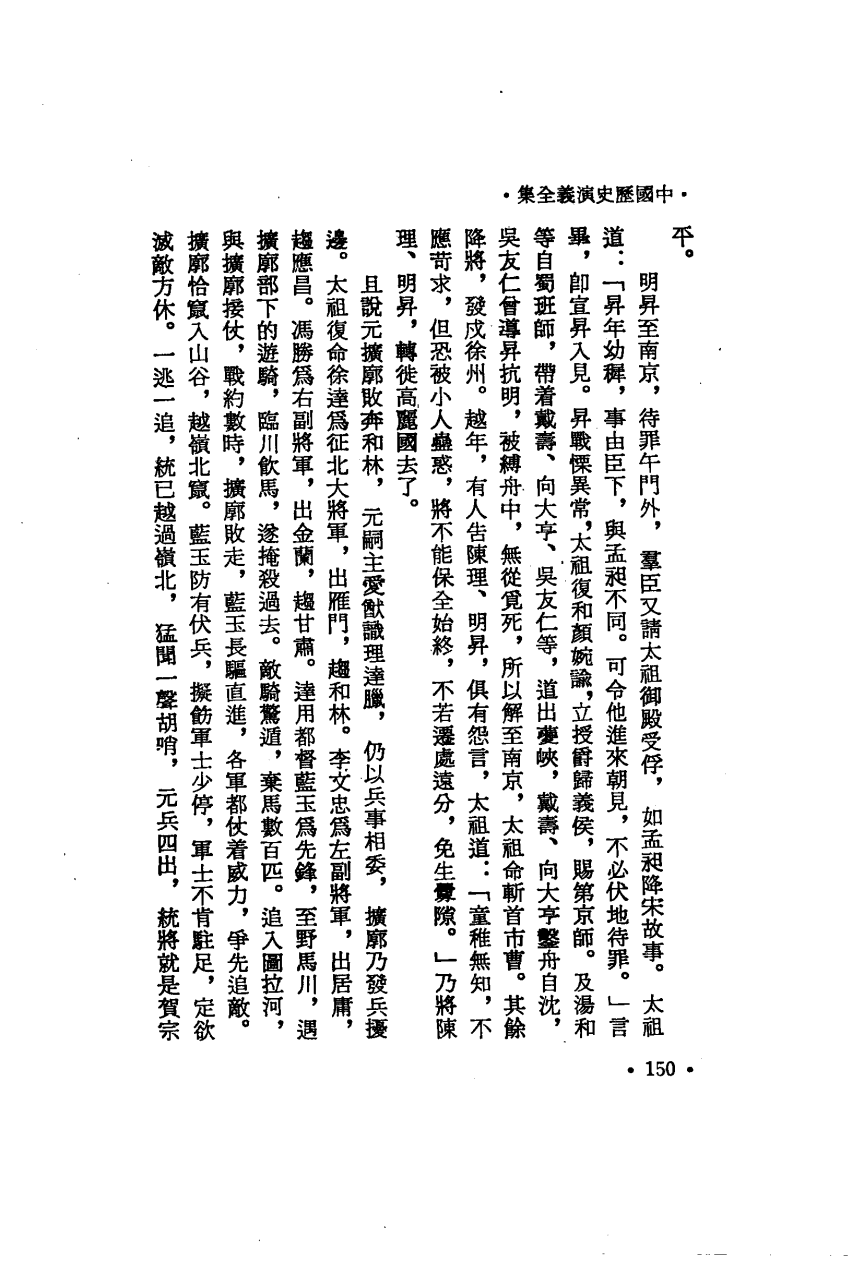 •集全義演史歷國中•
平。
明昇至南京，待罪午門外，羣臣又請太祖御殿受俘，如孟昶降宋故事。太祖
道：「昇年幼穉，事由臣下，與孟昶不同。可令他進來朝見，不必伏地待罪。」言
畢，卽宣昇入見。昇戰慄異常，太祖復和顏婉諭，立授爵歸義侯，賜第京師。及湯和
等自蜀班師，帶着戴壽、向大亨、吳友仁等，道出夔峽，戴壽、向大亨鑿舟自沈，
吳友仁曾導昇抗明，被縛舟中，無從覓死，所以解至南京，太祖命斬首市曹。其餘
降將，發戍徐州。越年，有人告陳理、明昇，俱有怨言，太祖道：「童稚無知，不
應苛求，但恐被小人蠱惑，將不能保全始終，不若遷處遠分，免生釁隙。」乃將陳
理、明昇，轉徙高麗國去了。
且說元擴廓敗奔和林，元嗣主愛猷識理達臘，仍以兵事相委，擴廓乃發兵擾
邊。太祖復命徐達爲征北大將軍，出雁門，趨和林。李文忠爲左副將軍，出居庸，
趨應昌。馮勝爲右副將軍，出金蘭，趨甘肅。達用都督藍玉爲先鋒，至野馬川，遇
擴廓部下的遊騎，臨川飲馬，遂掩殺過去。敵騎驚遁，棄馬數百匹。追入圖拉河，
與擴廓接仗，戰約數時，擴廓敗走，藍玉長驅直進，各軍都仗着威力，爭先追敵。
擴廓恰竄入山谷，越嶺北竄。藍玉防有伏兵，擬飭軍士少停，軍士不肯駐足，定欲
滅敵方休。一逃一追，統已越過嶺北，猛聞一聲胡哨，元兵四出，統將就是賀宗
•150•